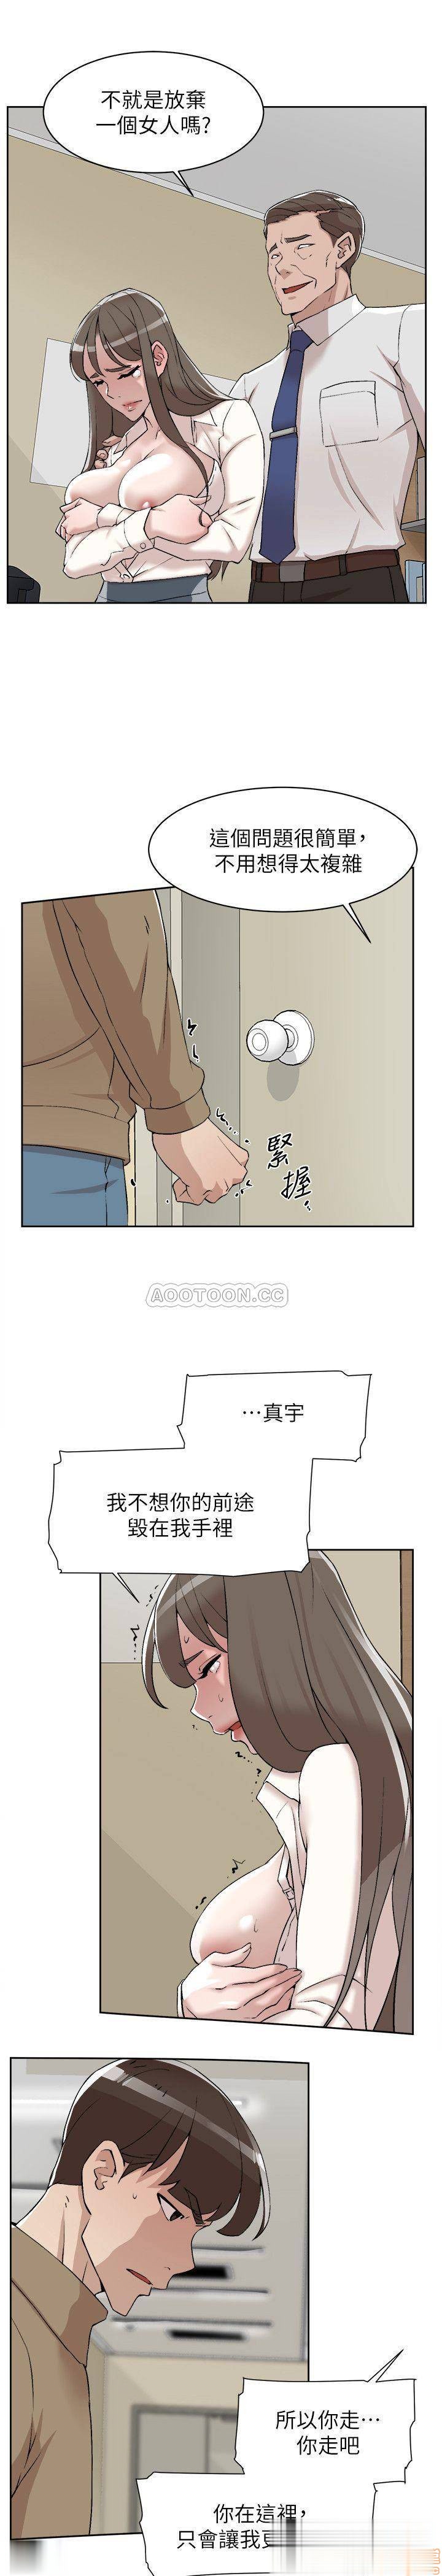 不就是放棄
一個女人嗎?
這個問題很簡單，
不用想得太複雜
緊握
AOOTOON.CC
…真宇
我不想你的前途
毀在我手裡
所以你走…
你走吧
你在這裡，
只會讓我更